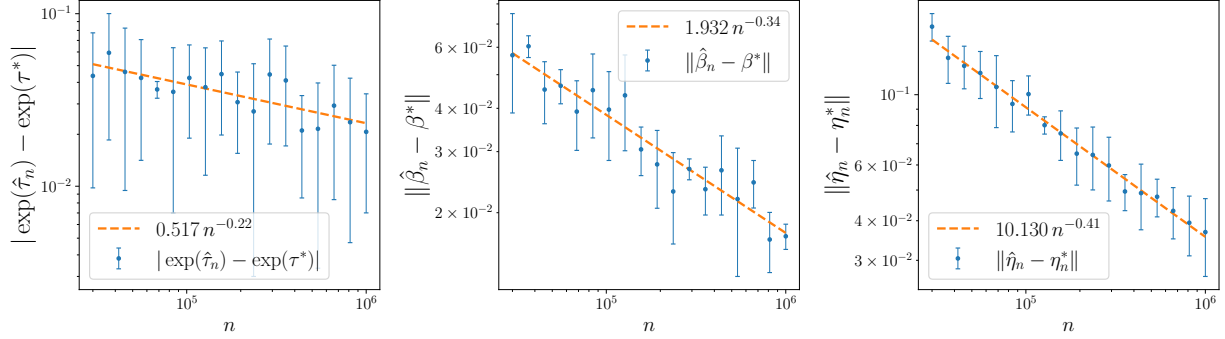 10^{-1}
10^{-2}
| exp(τ̂_n) − exp(τ^*)|
0.517 n^{−0.22}
| exp(τ̂_n) − exp(τ^*)|
10^5
10^6
n
6 × 10^{−2}
4 × 10^{−2}
3 × 10^{−2}
2 × 10^{−2}
‖β̂_n − β^*‖
1.932 n^{−0.34}
‖β̂_n − β^*‖
10^5
10^6
n
10^{−1}
6 × 10^{−2}
4 × 10^{−2}
3 × 10^{−2}
‖η̂_n − η_n^*‖
10.130 n^{−0.41}
‖η̂_n − η_n^*‖
10^5
10^6
n